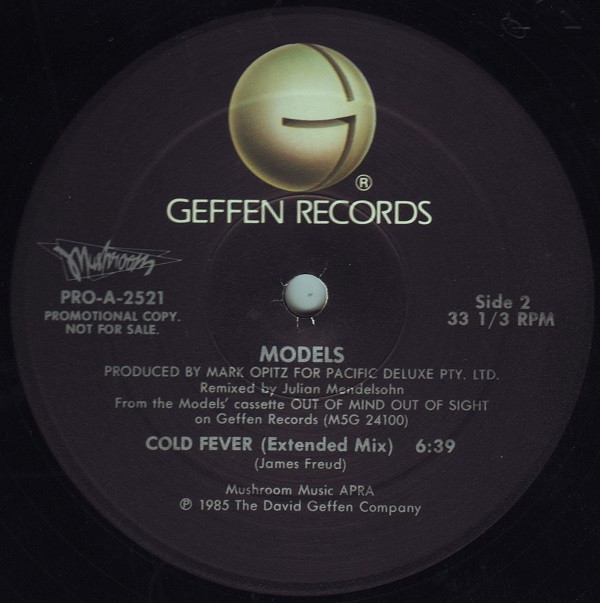 ®
GEFFEN RECORDS
Mushroom
PRO-A-2521
PROMOTIONAL COPY.
NOT FOR SALE.
Side 2
33 1/3 RPM
MODELS
PRODUCED BY MARK OPITZ FOR PACIFIC DELUXE PTY. LTD.
Remixed by Julian Mendelsohn
From the Models' cassette OUT OF MIND OUT OF SIGHT
on Geffen Records (M5G 24100)
COLD FEVER (Extended Mix) 6:39
(James Freud)
Mushroom Music APRA
℗ 1985 The David Geffen Company